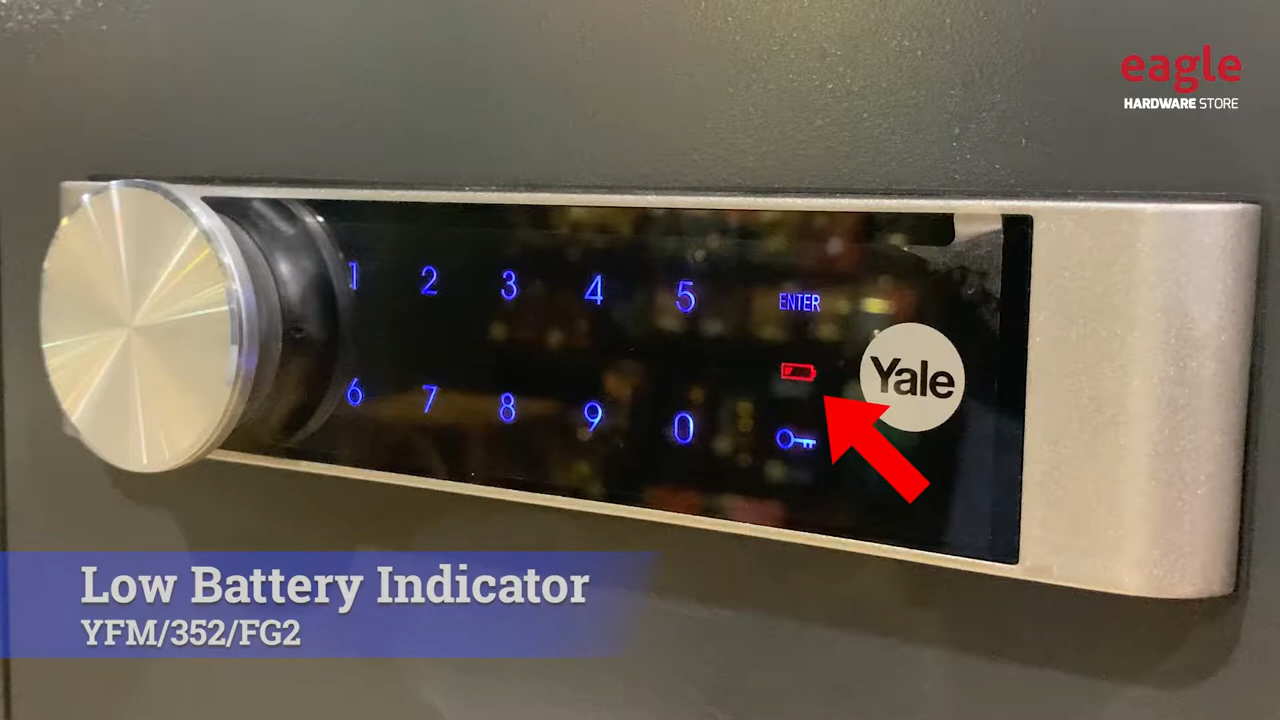 eagle
HARDWARE STORE
1 2 3 4 5 ENTER
Yale
6 7 8 9 0
Low Battery Indicator
YFM/352/FG2